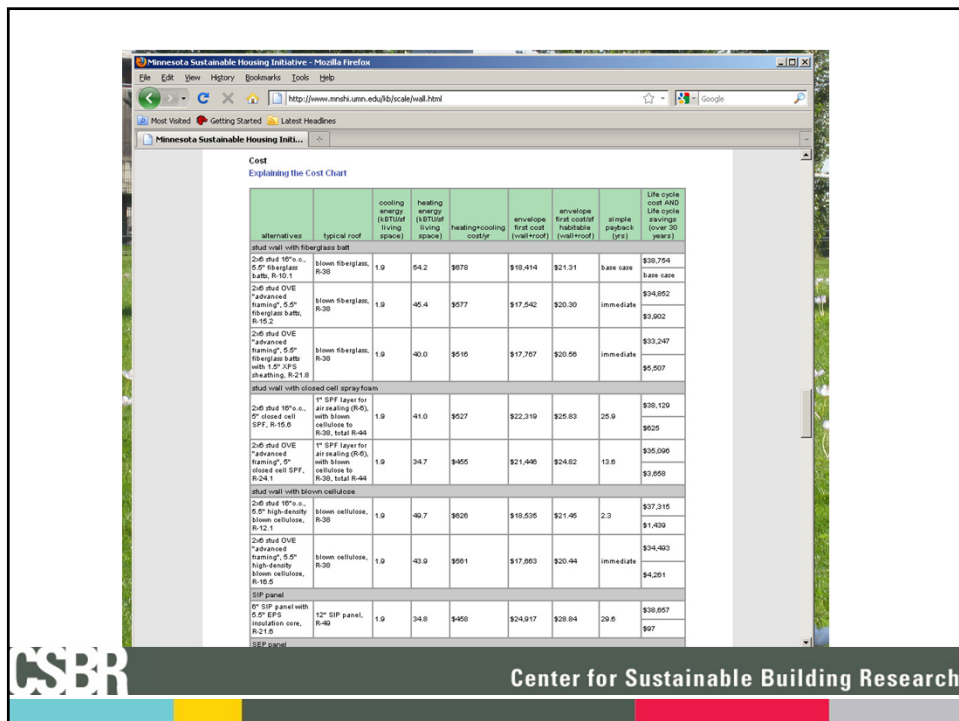 Minnesota Sustainable Housing Initiative - Mozilla Firefox
File Edit View History Bookmarks Tools Help
http://www.mnshi.umn.edu/kb/scale/wall.html
Google
Most Visited Getting Started Latest Headlines
Minnesota Sustainable Housing Initi...
Cost
Explaining the Cost Chart
alternatives
typical roof
cooling
energy
(kBTU/sf
living
space)
heating
energy
(kBTU/sf
living
space)
heating+cooling
cost/yr
envelope
first cost
(wall+roof)
envelope
first cost/sf
habitable
(wall+roof)
simple
payback
(yrs)
Life cycle
cost AND
Life cycle
savings
(over 30
years)
stud wall with fiberglass batt
2x6 stud 16"o.c.,
5.5" fiberglass
batts, R-10.1
blown fiberglass,
R-38
1.9
54.2
$678
$18,414
$21.31
base case
$38,754
base case
2x6 stud OVE
"advanced
framing", 5.5"
fiberglass batts,
R-15.2
blown fiberglass,
R-38
1.9
45.4
$577
$17,542
$20.30
immediate
$34,852
$3,902
2x6 stud OVE
"advanced
framing", 5.5"
fiberglass batts
with 1.5" XPS
sheathing, R-21.8
blown fiberglass,
R-38
1.9
40.0
$516
$17,767
$20.56
immediate
$33,247
$5,507
stud wall with closed cell spray foam
2x6 stud 16"o.c.,
5" closed cell
SPF, R-15.6
1" SPF layer for
air sealing (R-6),
with blown
cellulose to
R-38, total R-44
1.9
41.0
$527
$22,319
$25.83
25.9
$38,129
$625
2x6 stud OVE
"advanced
framing", 5"
closed cell SPF,
R-24.1
1" SPF layer for
air sealing (R-6),
with blown
cellulose to
R-38, total R-44
1.9
34.7
$455
$21,446
$24.82
13.6
$35,096
$3,658
stud wall with blown cellulose
2x6 stud 16"o.c.,
5.5" high-density
blown cellulose,
R-12.1
blown cellulose,
R-38
1.9
49.7
$626
$18,535
$21.45
2.3
$37,315
$1,439
2x6 stud OVE
"advanced
framing", 5.5"
high-density
blown cellulose,
R-16.5
blown cellulose,
R-38
1.9
43.9
$561
$17,663
$20.44
immediate
$34,493
$4,261
SIP panel
6" SIP panel with
5.5" EPS
insulation core,
R-21.6
12" SIP panel,
R-49
1.9
34.8
$458
$24,917
$28.84
29.6
$38,657
$97
SEP panel
CSBR
Center for Sustainable Building Research